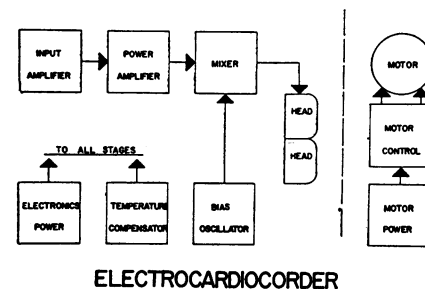 INPUT
AMPLIFIER
POWER
AMPLIFIER
MIXER
MOTOR
HEAD
HEAD
MOTOR
CONTROL
TO ALL STAGES
ELECTRONICS
POWER
TEMPERATURE
COMPENSATOR
BIAS
OSCILLATOR
MOTOR
POWER
ELECTROCARDIOCORDER